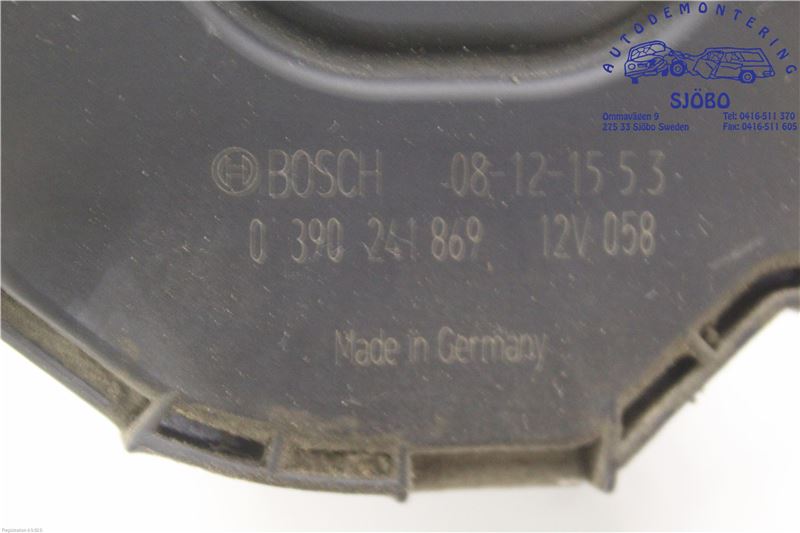 AUTODEMONTERING
SJÖBO
Ommavägen 9 Tel: 0416-511 370
275 33 Sjöbo Sweden Fax: 0416-511 605
BOSCH 08-12-15 5.3
0 390 241 869 12V 058
Made in Germany